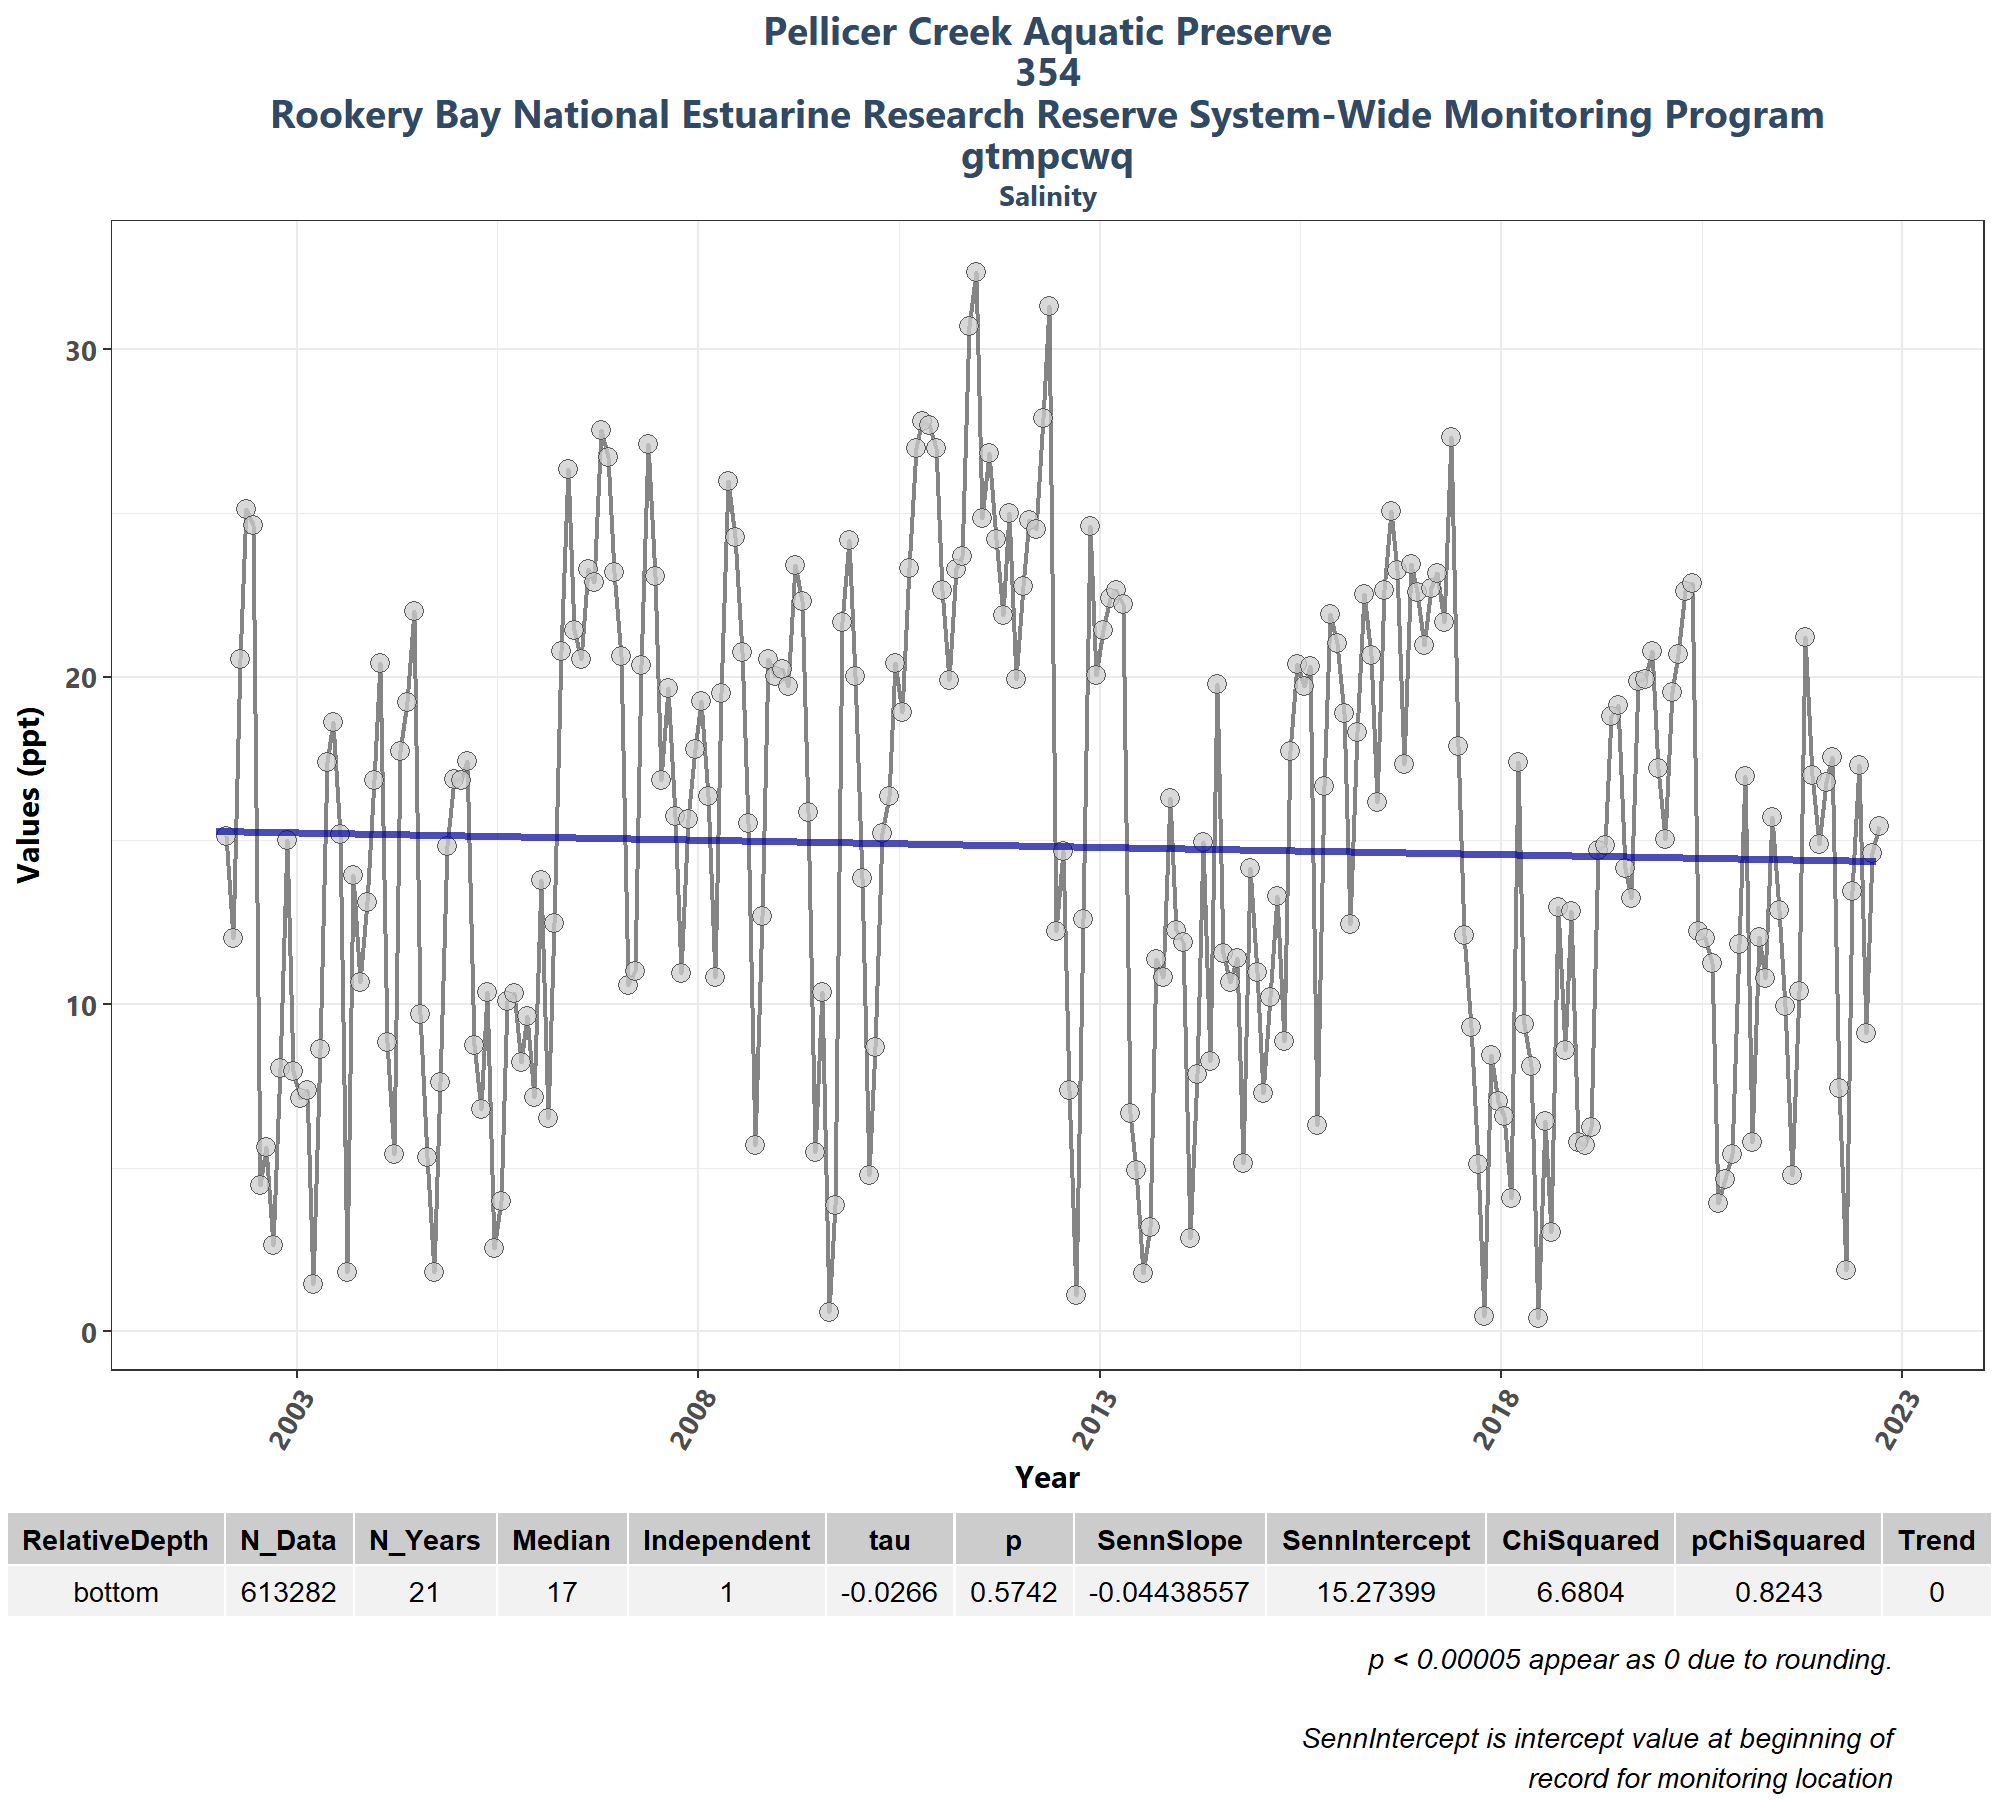 Pellicer Creek Aquatic Preserve
354
Rookery Bay National Estuarine Research Reserve System-Wide Monitoring Program
gtmpcwq
Salinity
Values (ppt)
30
20
10
0
2003
2008
2013
2018
2023
Year
RelativeDepth N_Data N_Years Median Independent tau p SennSlope SennIntercept ChiSquared pChiSquared Trend
bottom 613282 21 17 1 -0.0266 0.5742 -0.04438557 15.27399 6.6804 0.8243 0
p < 0.00005 appear as 0 due to rounding.
SennIntercept is intercept value at beginning of
record for monitoring location